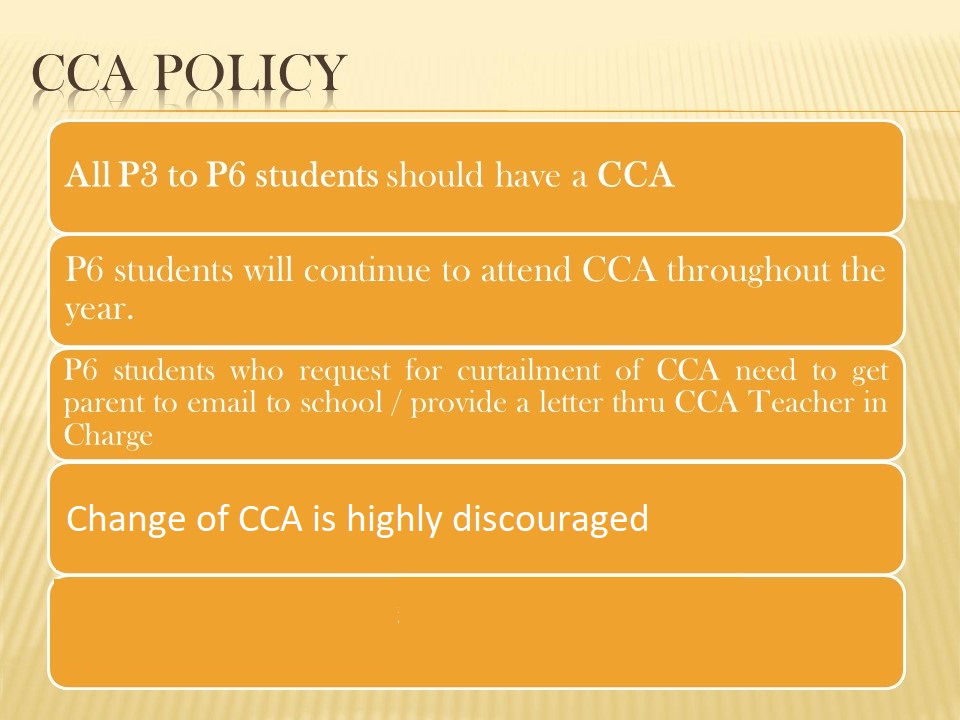 CCA POLICY
All P3 to P6 students should have a CCA
P6 students will continue to attend CCA throughout the
year.
P6 students who request for curtailment of CCA need to get
parent to email to school / provide a letter thru CCA Teacher in
Charge
Change of CCA is highly discouraged